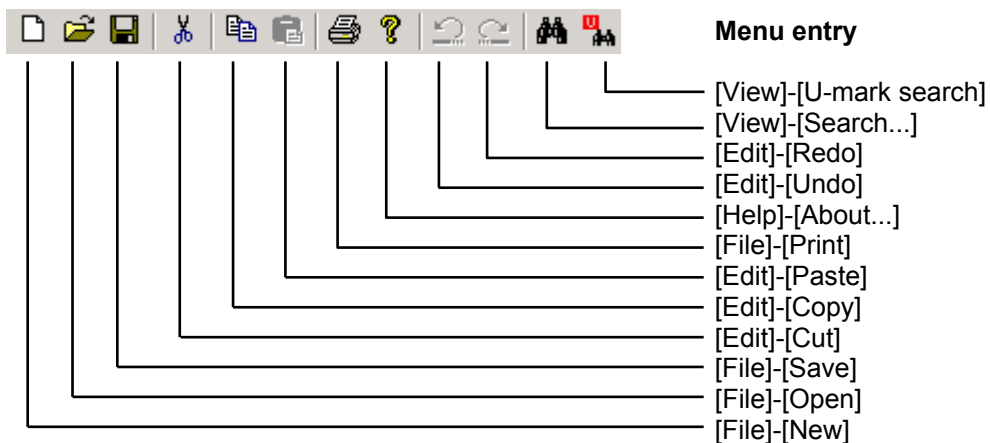 U
Menu entry
[View]-[U-mark search]
[View]-[Search...]
[Edit]-[Redo]
[Edit]-[Undo]
[Help]-[About...]
[File]-[Print]
[Edit]-[Paste]
[Edit]-[Copy]
[Edit]-[Cut]
[File]-[Save]
[File]-[Open]
[File]-[New]